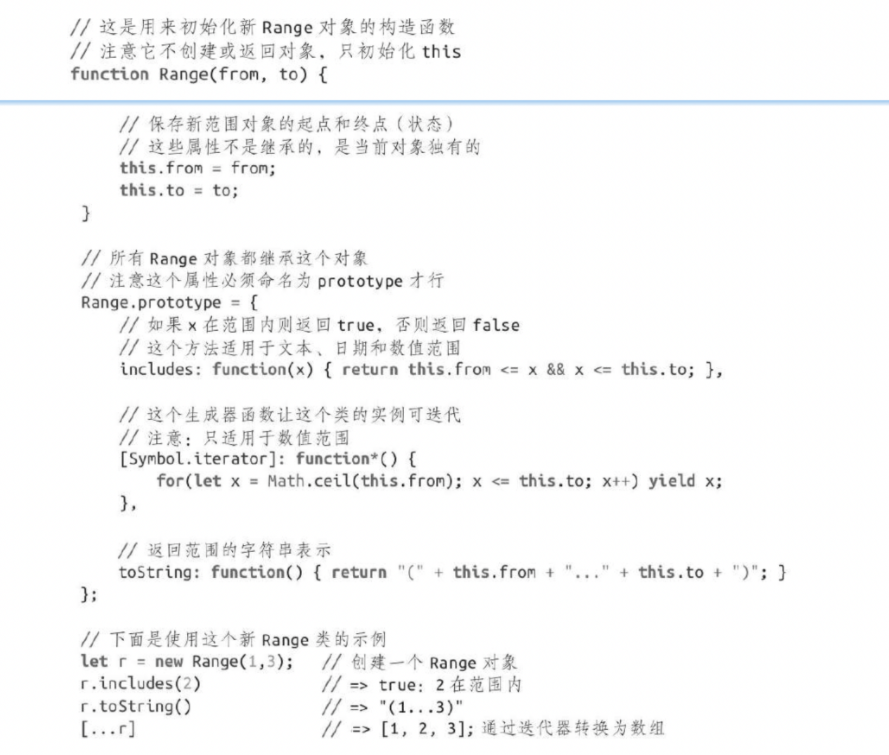 // 这是用来初始化新 Range 对象的构造函数
// 注意它不创建或返回对象，只初始化 this
function Range(from, to) {
// 保存新范围对象的起点和终点（状态）
// 这些属性不是继承的，是当前对象独有的
this.from = from;
this.to = to;
}
// 所有 Range 对象都继承这个对象
// 注意这个属性必须命名为 prototype 才行
Range.prototype = {
// 如果 x 在范围内则返回 true，否则返回 false
// 这个方法适用于文本、日期和数值范围
includes: function(x) { return this.from <= x && x <= this.to; },
// 这个生成器函数让这个类的实例可迭代
// 注意：只适用于数值范围
[Symbol.iterator]: function*() {
for(let x = Math.ceil(this.from); x <= this.to; x++) yield x;
},
// 返回范围的字符串表示
toString: function() { return "(" + this.from + "..." + this.to + ")"; }
};
// 下面是使用这个新 Range 类的示例
let r = new Range(1,3); // 创建一个 Range 对象
r.includes(2) // => true: 2 在范围内
r.toString() // => "(1...3)"
[...r] // => [1, 2, 3]; 通过迭代器转换为数组